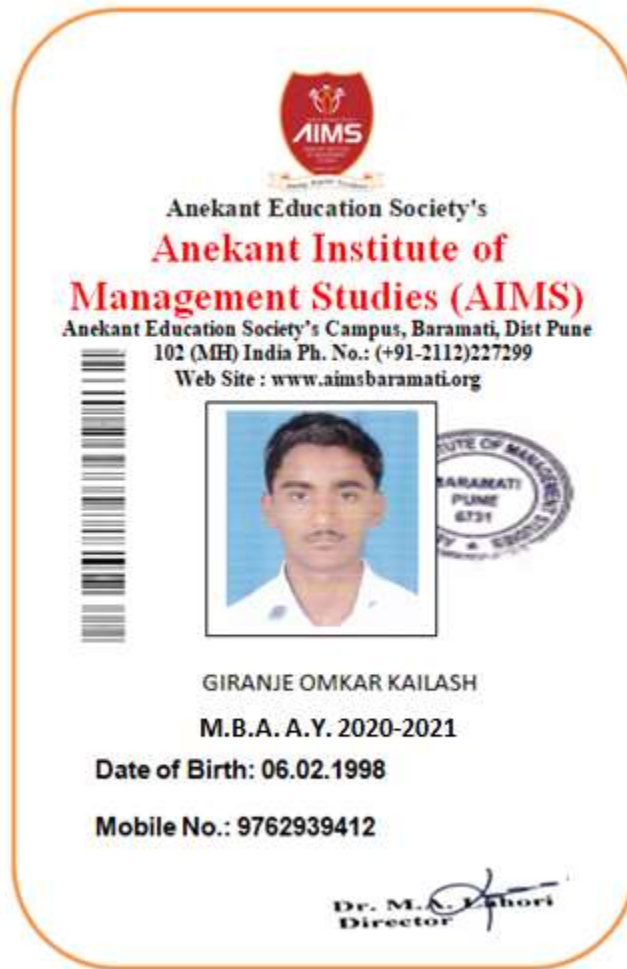 AIMS
Anekant Education Society's
Anekant Institute of
Management Studies (AIMS)
Anekant Education Society's Campus, Baramati, Dist Pune
102 (MH) India Ph. No.: (+91-2112)227299
Web Site : www.aimsbaramati.org
BARAMATI
PUNE
6731
GIRANJE OMKAR KAILASH
M.B.A. A.Y. 2020-2021
Date of Birth: 06.02.1998
Mobile No.: 9762939412
Dr. M.A. Lahori
Director